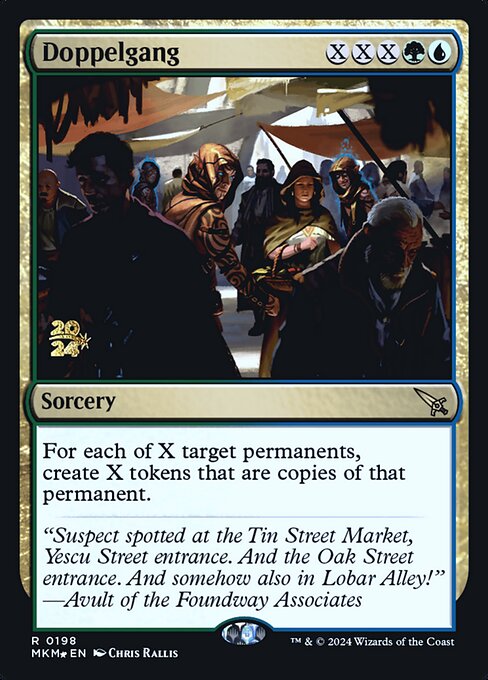 Doppelgang XXX
2024
Sorcery
For each of X target permanents,
create X tokens that are copies of that
permanent.
“Suspect spotted at the Tin Street Market,
Yescu Street entrance. And the Oak Street
entrance. And somehow also in Lobar Alley!”
—Avult of the Foundway Associates
R 0198
MKM★EN Chris Rallis
™ & © 2024 Wizards of the Coast